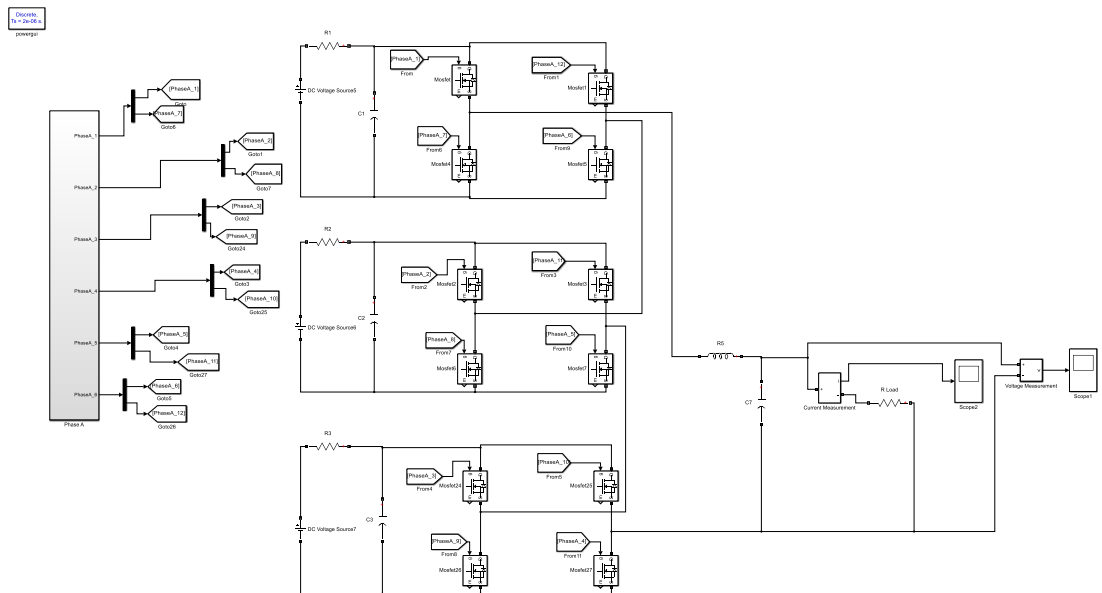 Discrete,
Ts = 2e-06 s.
powergui
PhaseA_1
PhaseA_2
PhaseA_3
PhaseA_4
PhaseA_5
PhaseA_6
Phase A
[PhaseA_1]
Goto
[PhaseA_7]
Goto6
[PhaseA_2]
Goto1
[PhaseA_8]
Goto7
[PhaseA_3]
Goto2
[PhaseA_9]
Goto24
[PhaseA_4]
Goto3
[PhaseA_10]
Goto25
[PhaseA_5]
Goto4
[PhaseA_11]
Goto27
[PhaseA_6]
Goto5
[PhaseA_12]
Goto26
R1
DC Voltage Source5
C1
[PhaseA_1]
From
Mosfet
[PhaseA_12]
From1
Mosfet1
[PhaseA_7]
From6
Mosfet4
[PhaseA_6]
From9
Mosfet5
R2
DC Voltage Source6
C2
[PhaseA_2]
From2
Mosfet2
[PhaseA_11]
From3
Mosfet3
[PhaseA_8]
From7
Mosfet6
[PhaseA_5]
From10
Mosfet7
R3
DC Voltage Source7
C3
[PhaseA_3]
From4
Mosfet24
[PhaseA_10]
From5
Mosfet25
[PhaseA_9]
From8
Mosfet26
[PhaseA_4]
From11
Mosfet27
R5
C7
Current Measurement
R Load
Scope2
Voltage Measurement
Scope1